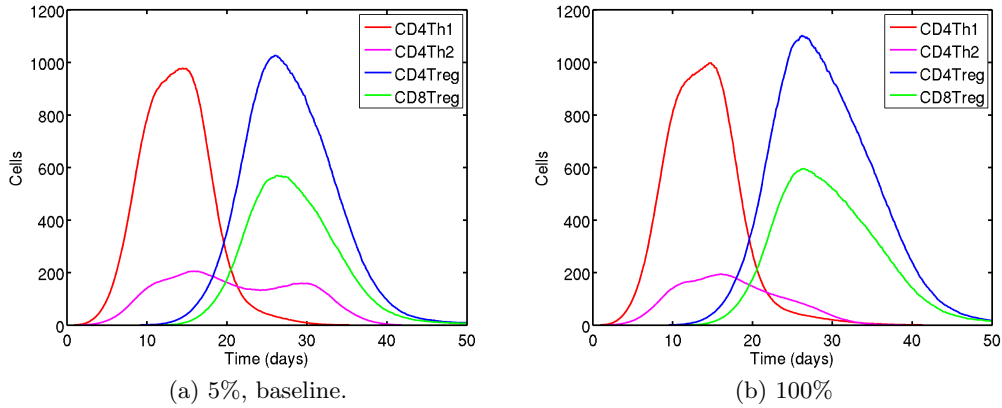 1200
1000
800
600
400
200
0
Cells
0 10 20 30 40 50
Time (days)
CD4Th1
CD4Th2
CD4Treg
CD8Treg
(a) 5%, baseline.
1200
1000
800
600
400
200
0
Cells
0 10 20 30 40 50
Time (days)
CD4Th1
CD4Th2
CD4Treg
CD8Treg
(b) 100%